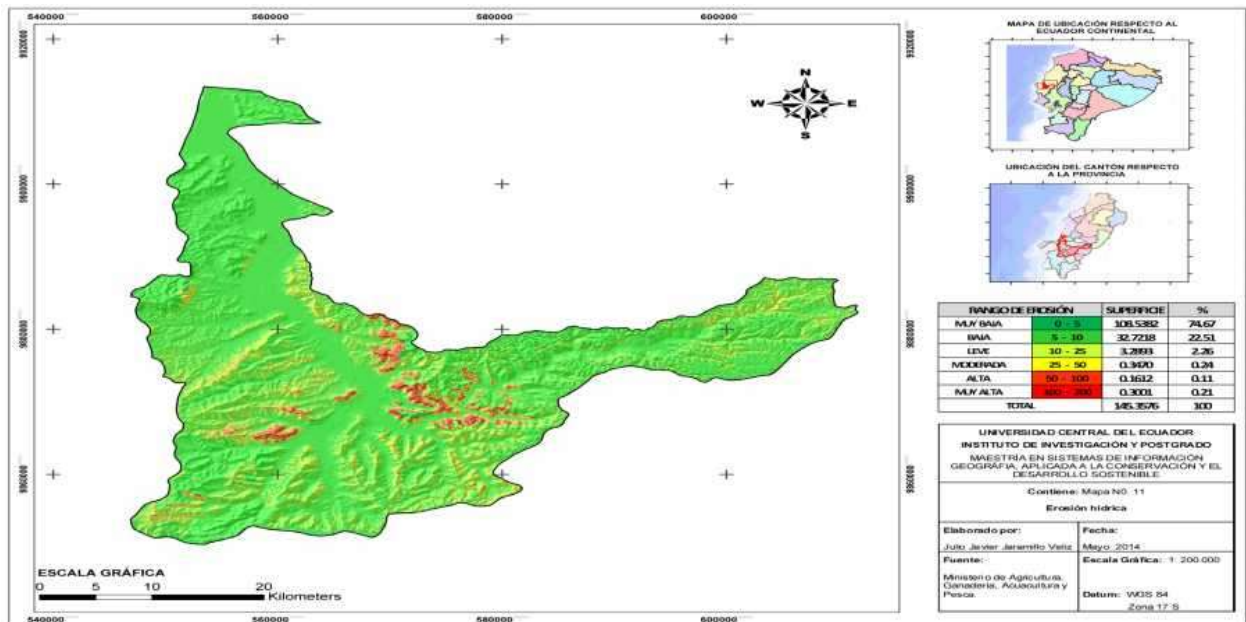 540000 560000 580000 600000
9920000
9900000
9880000
9860000
N
W E
S
ESCALA GRÁFICA
0 5 10 20
Kilometers
540000 560000 580000 600000
9920000
9900000
9880000
9860000
MAPA DE UBICACIÓN RESPECTO AL
ECUADOR CONTINENTAL
UBICACIÓN DEL CANTÓN RESPECTO
A LA PROVINCIA
RANGO DE EROSIÓN SUPERFICIE %
MUY BAJA 0 - 5 108.5382 74.67
BAJA 5 - 10 32.7218 22.51
LEVE 10 - 25 3.2893 2.26
MODERADA 25 - 50 0.3470 0.24
ALTA 50 - 100 0.1612 0.11
MUY ALTA 100 - 200 0.3001 0.21
TOTAL 145.3576 100
UNIVERSIDAD CENTRAL DEL ECUADOR
INSTITUTO DE INVESTIGACIÓN Y POSTGRADO
MAESTRÍA EN SISTEMAS DE INFORMACIÓN
GEOGRÁFIA, APLICADA A LA CONSERVACIÓN Y EL
DESARROLLO SOSTENIBLE
Contiene: Mapa N0. 11
Erosión hídrica
Elaborado por:
Julio Javier Jaramillo Veliz
Fecha:
Mayo 2014
Fuente:
Ministerio de Agricultura,
Ganadería, Acuacultura y
Pesca.
Escala Gráfica: 1: 200.000
Datum: WGS 84
Zona 17 S